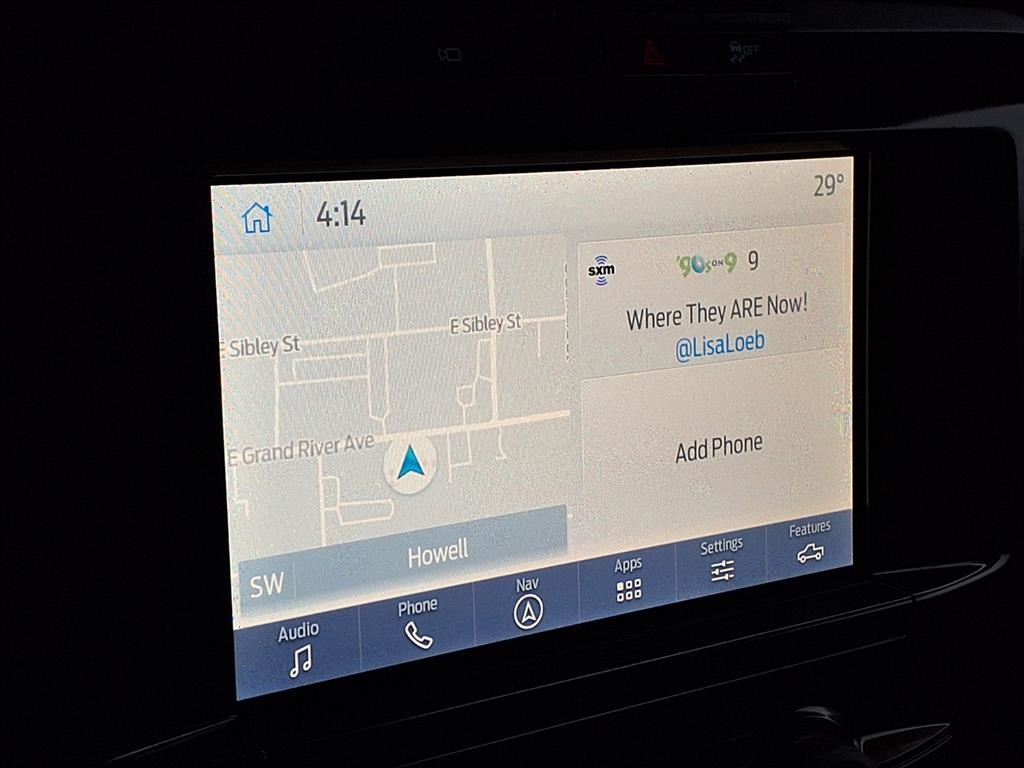 OFF
4:14
29°
E Sibley St
E Sibley St
E Grand River Ave
SW
Howell
sxm
'90s ON 9 9
Where They ARE Now!
@LisaLoeb
Add Phone
Audio
Phone
Nav
Apps
Settings
Features